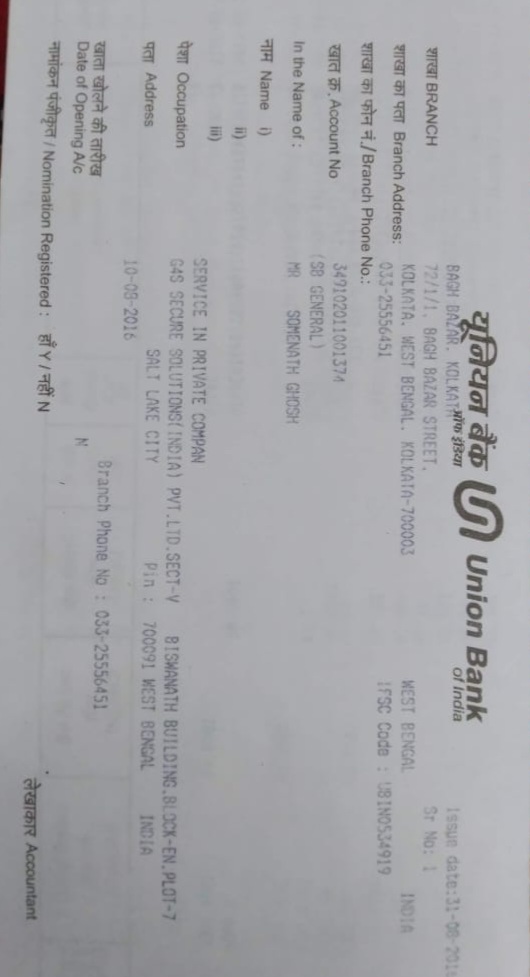 यूनियन बैंक Union Bank
ऑफ इंडिया of India
Issue date:31-08-201
Sr No: 1
शाखा BRANCH BAGH BAZAR, KOLKATA
72/1/1, BAGH BAZAR STREET,
शाखा का पता Branch Address: KOLKATA, WEST BENGAL, KOLKATA-700003 WEST BENGAL INDIA
शाखा का फोन नं./Branch Phone No.: 033-25556451 IFSC Code : UBIN0534919
खाता क्र. Account No 349102011001374
(SB GENERAL)
In the Name of : MR SOMENATH GHOSH
नाम Name i)
ii)
iii)
पेशा Occupation SERVICE IN PRIVATE COMPAN
G4S SECURE SOLUTIONS(INDIA) PVT.LTD.SECT-V BISWANATH BUILDING,BLOCK-EN,PLOT-7
पता Address SALT LAKE CITY Pin : 700091 WEST BENGAL INDIA
खाता खोलने की तारीख 10-08-2016
Date of Opening A/c
Branch Phone No : 033-25556451
नामांकन पंजीकृत / Nomination Registered : हाँ Y / नहीं N N
लेखाकार Accountant